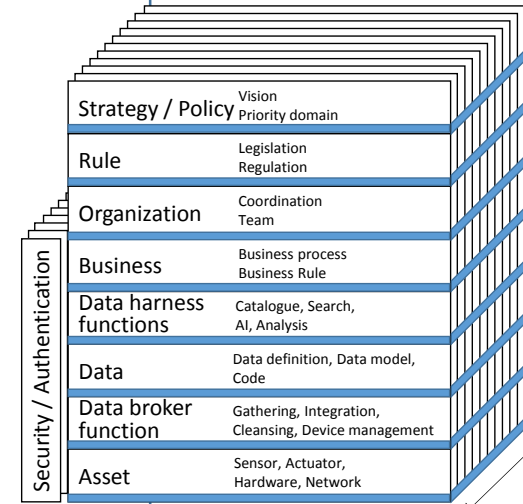 Strategy / Policy
Vision
Priority domain
Rule
Legislation
Regulation
Organization
Coordination
Team
Business
Business process
Business Rule
Data harness
functions
Catalogue, Search,
AI, Analysis
Data
Data definition, Data model,
Code
Data broker
function
Gathering, Integration,
Cleansing, Device management
Asset
Sensor, Actuator,
Hardware, Network
Security / Authentication